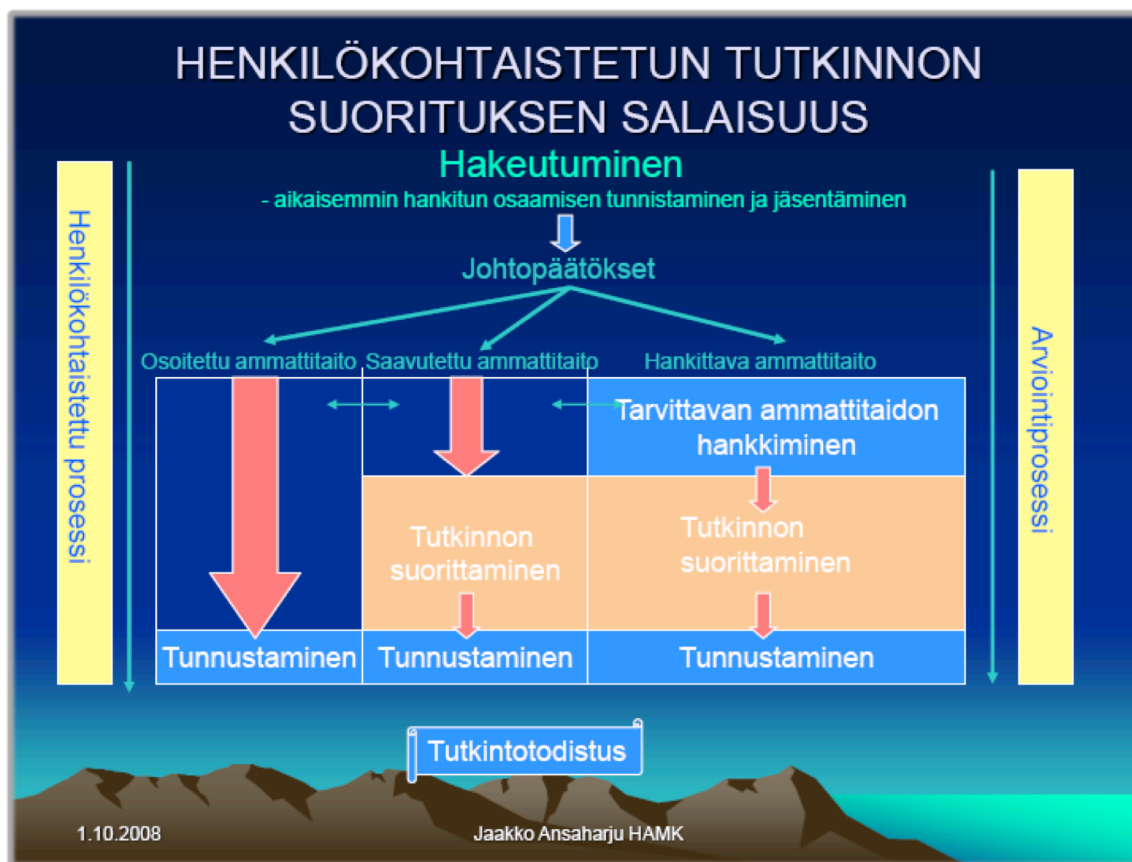 HENKILÖKOHTAISTETUN TUTKINNON
SUORITUKSEN SALAISUUS
Hakeutuminen
- aikaisemmin hankitun osaamisen tunnistaminen ja jäsentäminen
Johtopäätökset
Henkilökohtaistettu prosessi
Arviointiprosessi
Osoitettu ammattitaito
Saavutettu ammattitaito
Hankittava ammattitaito
Tarvittavan ammattitaidon
hankkiminen
Tutkinnon
suorittaminen
Tutkinnon
suorittaminen
Tunnustaminen
Tunnustaminen
Tunnustaminen
Tutkintotodistus
1.10.2008
Jaakko Ansaharju HAMK